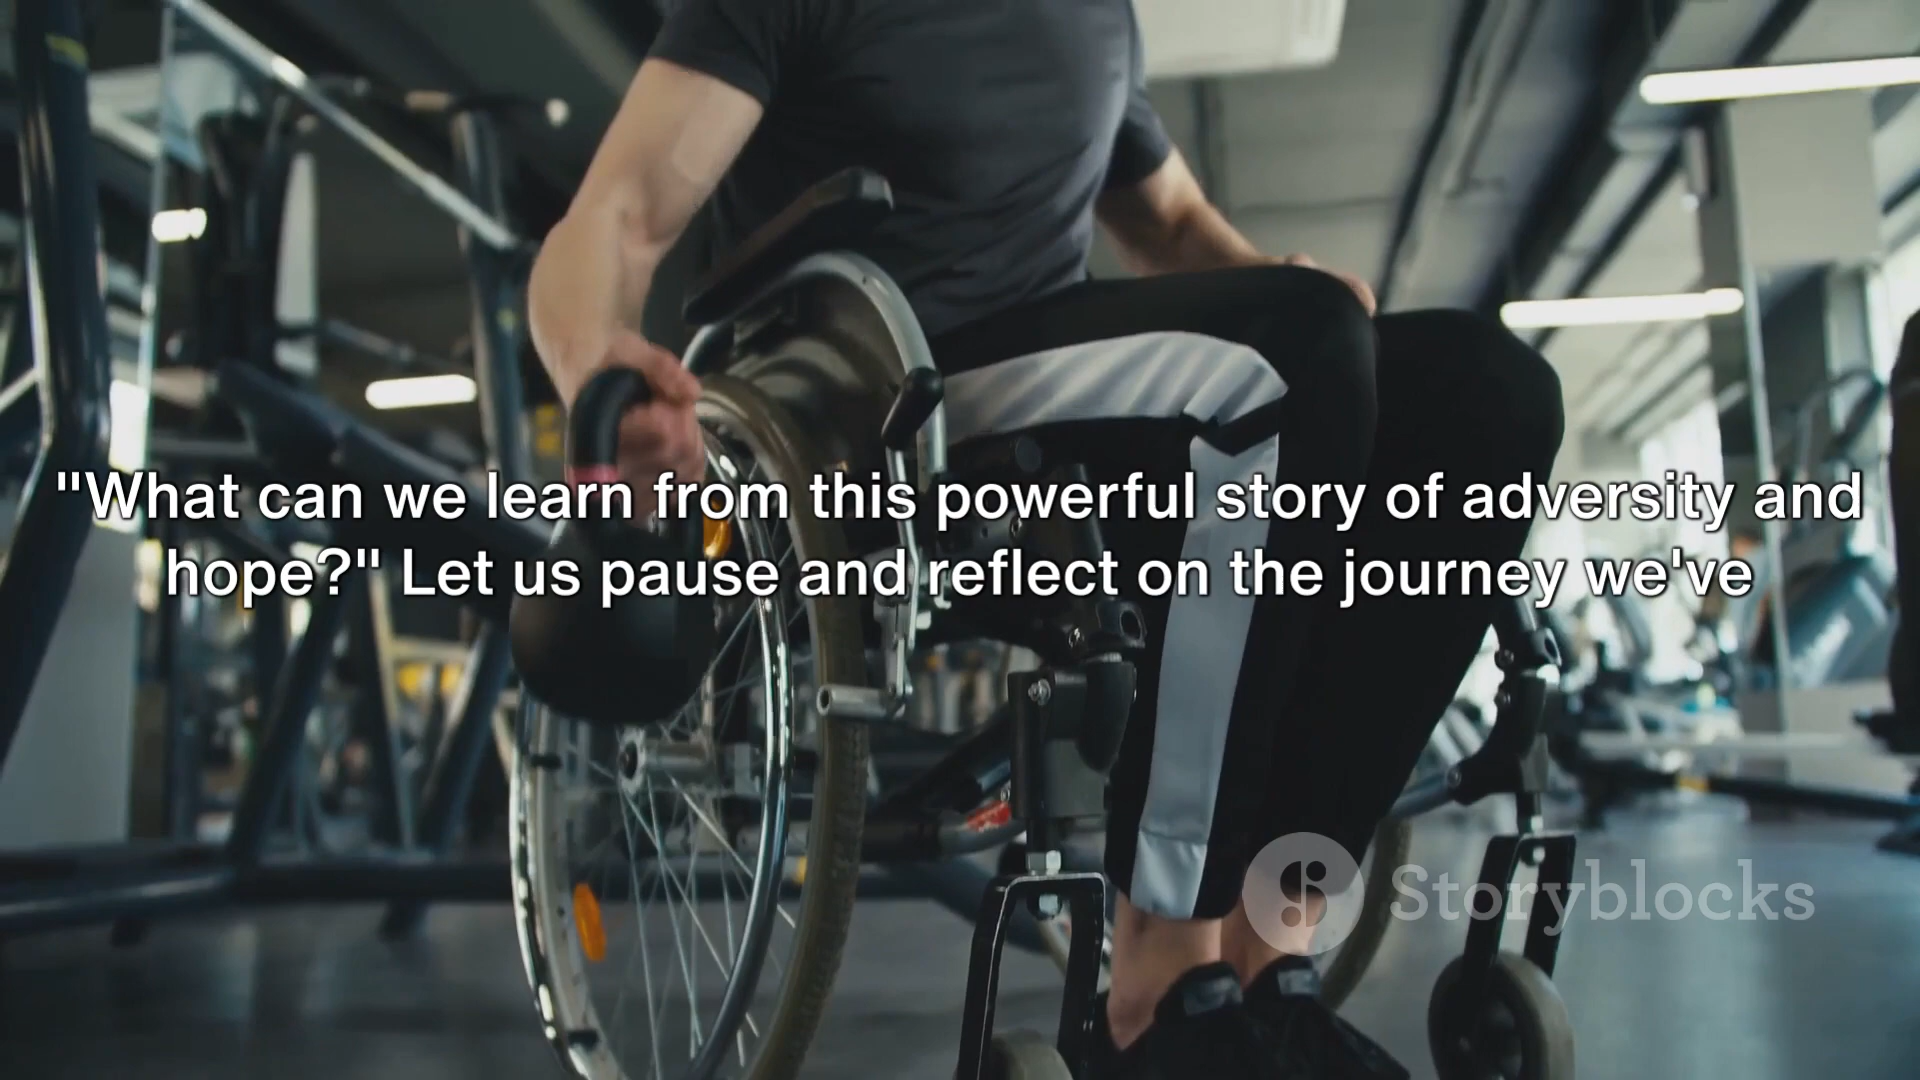 "What can we learn from this powerful story of adversity and
hope?" Let us pause and reflect on the journey we've
Storyblocks